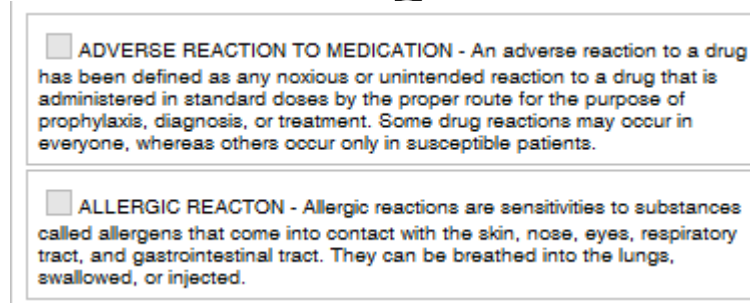 ADVERSE REACTION TO MEDICATION - An adverse reaction to a drug
has been defined as any noxious or unintended reaction to a drug that is
administered in standard doses by the proper route for the purpose of
prophylaxis, diagnosis, or treatment. Some drug reactions may occur in
everyone, whereas others occur only in susceptible patients.
ALLERGIC REACTON - Allergic reactions are sensitivities to substances
called allergens that come into contact with the skin, nose, eyes, respiratory
tract, and gastrointestinal tract. They can be breathed into the lungs,
swallowed, or injected.